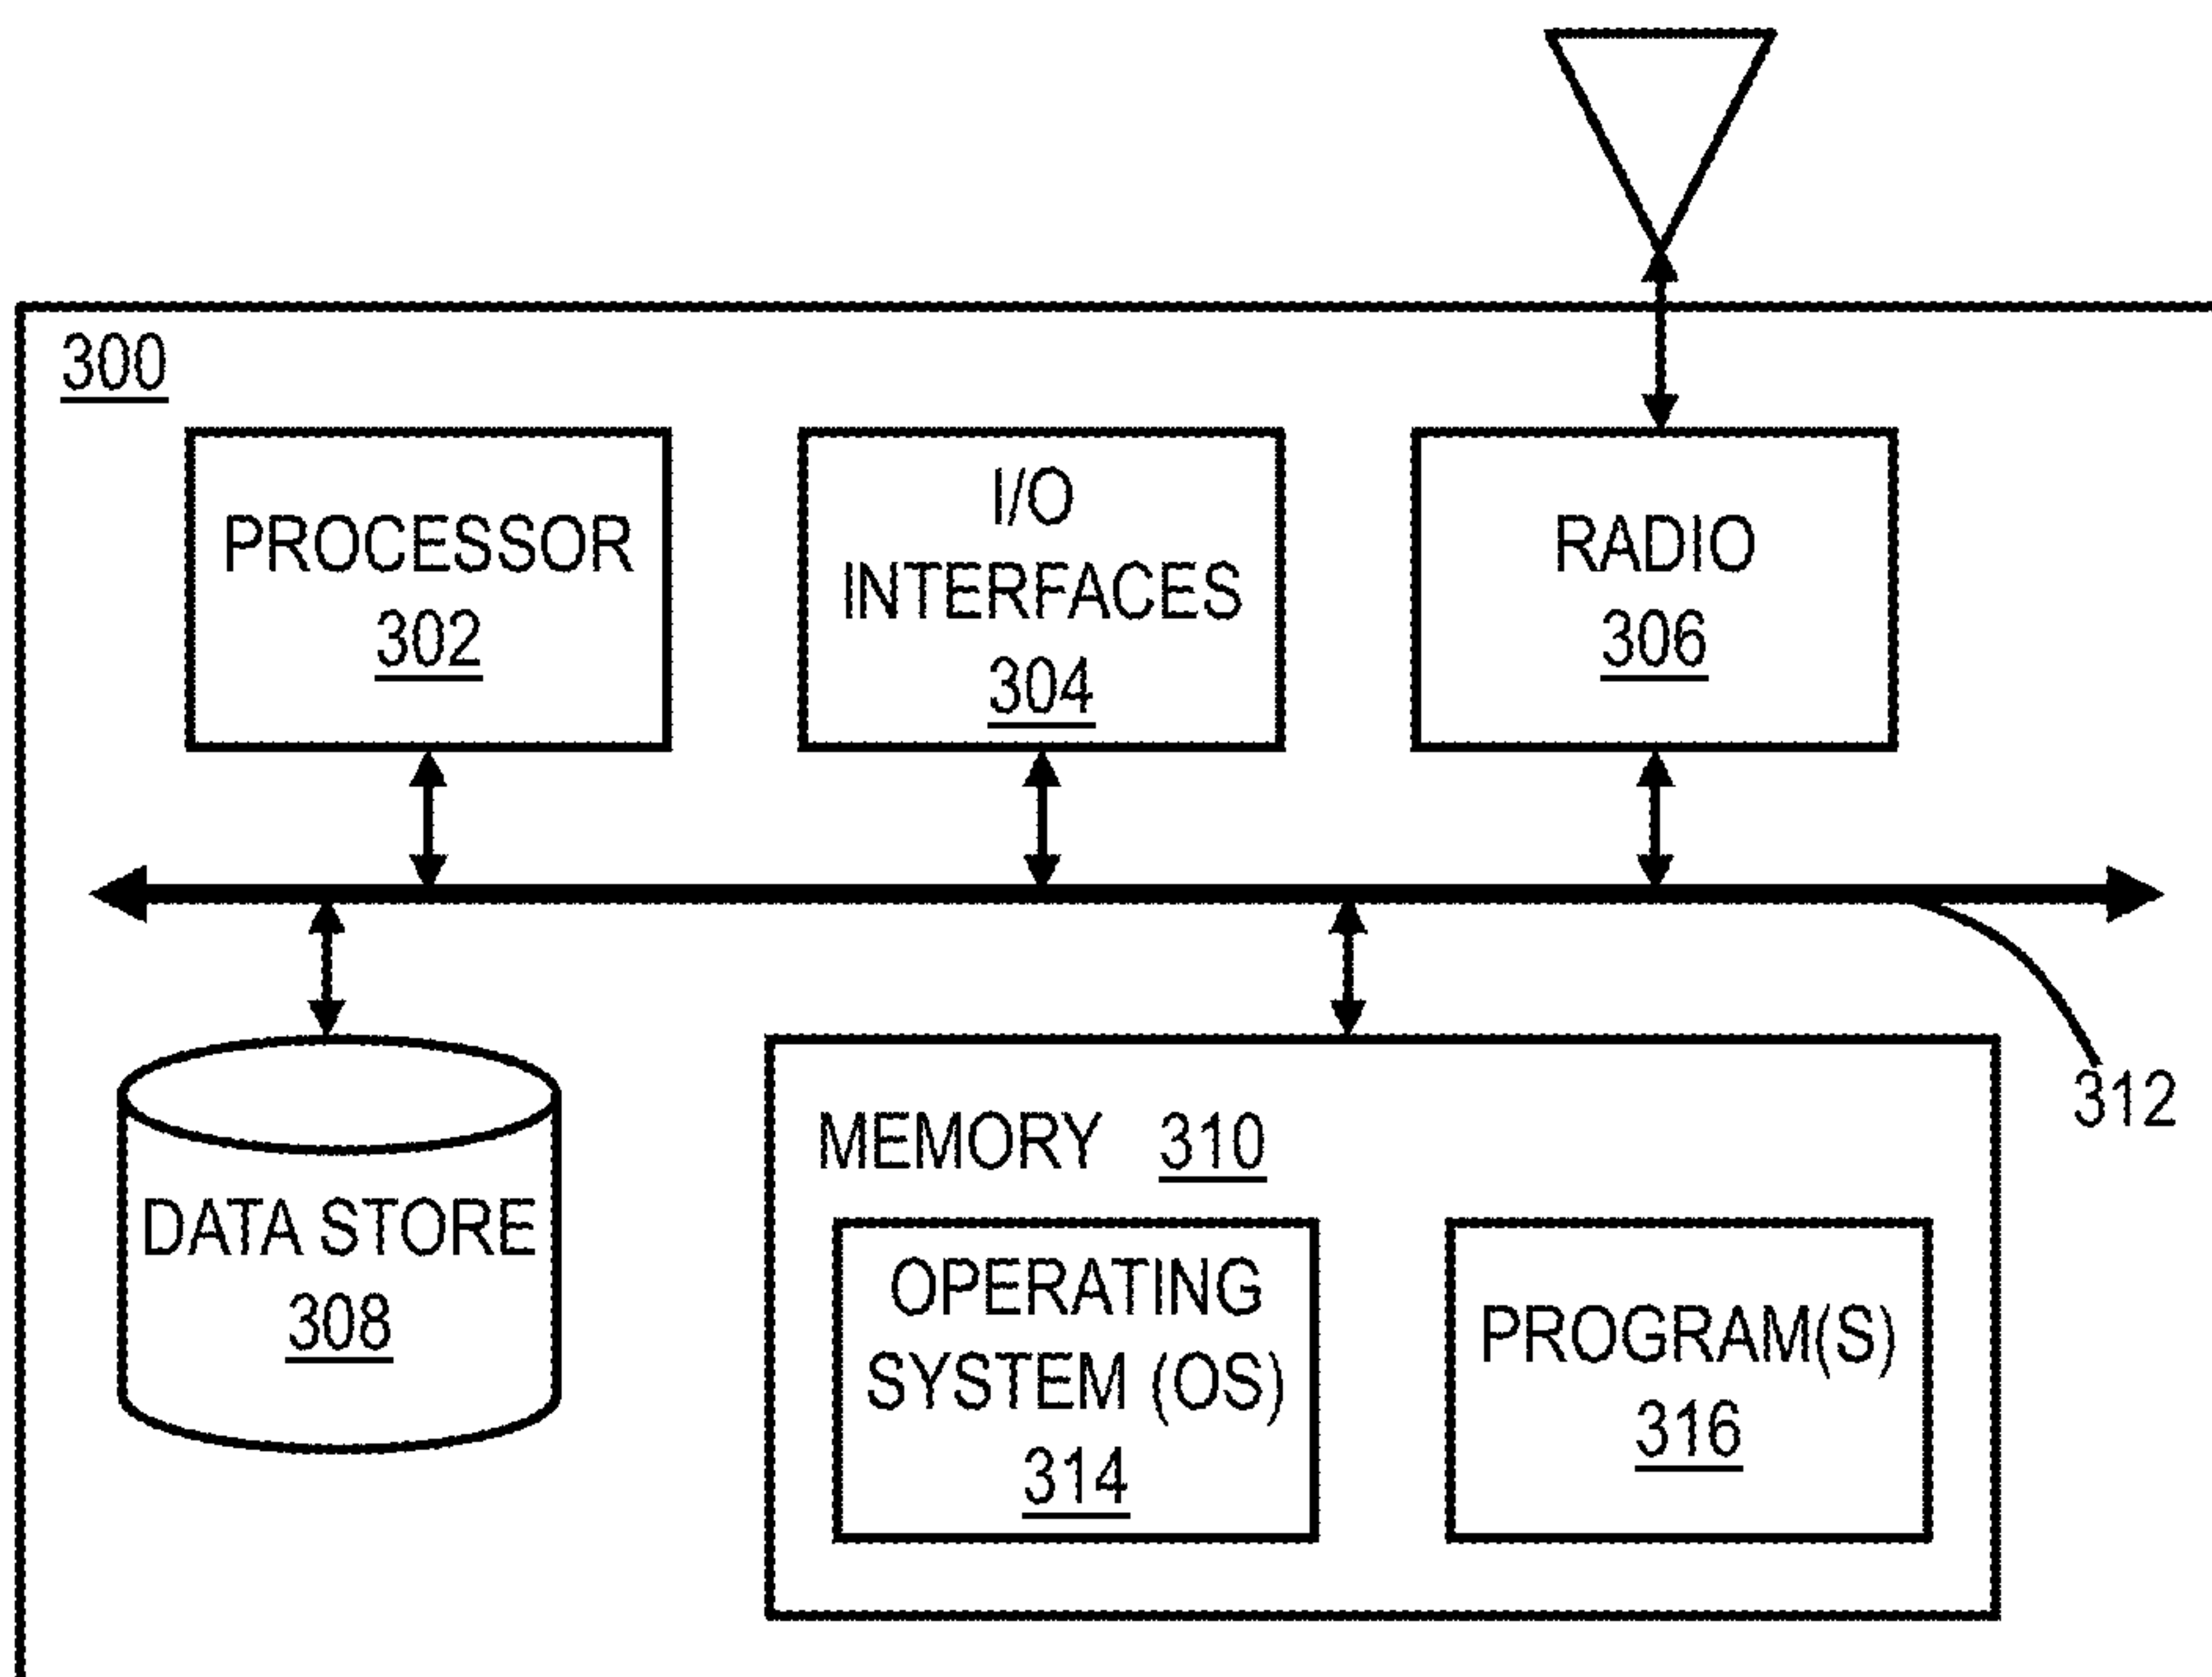 300
PROCESSOR
302
I/O
INTERFACES
304
RADIO
306
312
DATA STORE
308
MEMORY 310
OPERATING
SYSTEM (OS)
314
PROGRAM(S)
316